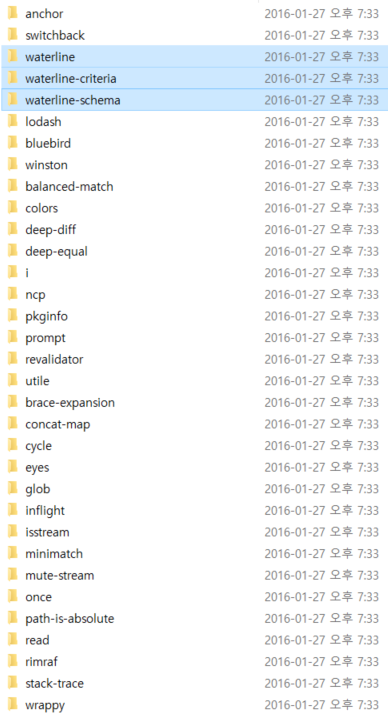 anchor 2016-01-27 오후 7:33
switchback 2016-01-27 오후 7:33
waterline 2016-01-27 오후 7:33
waterline-criteria 2016-01-27 오후 7:33
waterline-schema 2016-01-27 오후 7:33
lodash 2016-01-27 오후 7:33
bluebird 2016-01-27 오후 7:33
winston 2016-01-27 오후 7:33
balanced-match 2016-01-27 오후 7:33
colors 2016-01-27 오후 7:33
deep-diff 2016-01-27 오후 7:33
deep-equal 2016-01-27 오후 7:33
i 2016-01-27 오후 7:33
ncp 2016-01-27 오후 7:33
pkginfo 2016-01-27 오후 7:33
prompt 2016-01-27 오후 7:33
revalidator 2016-01-27 오후 7:33
utile 2016-01-27 오후 7:33
brace-expansion 2016-01-27 오후 7:33
concat-map 2016-01-27 오후 7:33
cycle 2016-01-27 오후 7:33
eyes 2016-01-27 오후 7:33
glob 2016-01-27 오후 7:33
inflight 2016-01-27 오후 7:33
isstream 2016-01-27 오후 7:33
minimatch 2016-01-27 오후 7:33
mute-stream 2016-01-27 오후 7:33
once 2016-01-27 오후 7:33
path-is-absolute 2016-01-27 오후 7:33
read 2016-01-27 오후 7:33
rimraf 2016-01-27 오후 7:33
stack-trace 2016-01-27 오후 7:33
wrappy 2016-01-27 오후 7:33